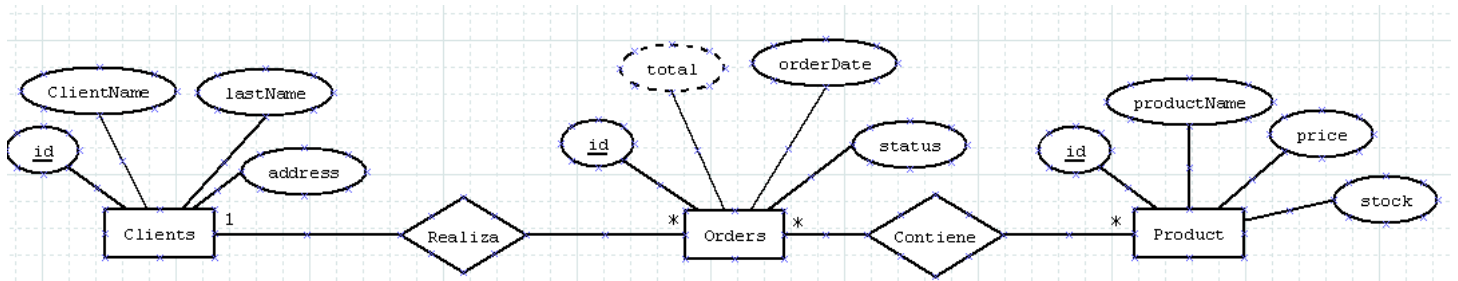 ClientName
lastName
id
address
Clients
1
Realiza
*
total
orderDate
id
status
Orders
*
Contiene
*
productName
id
price
stock
Product